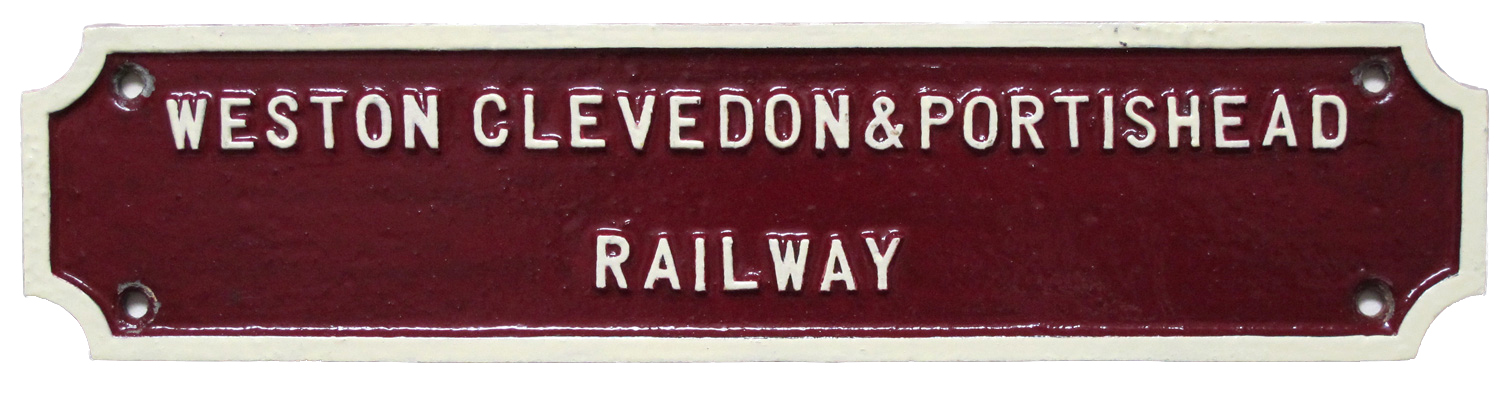 WESTON CLEVEDON & PORTISHEAD
RAILWAY